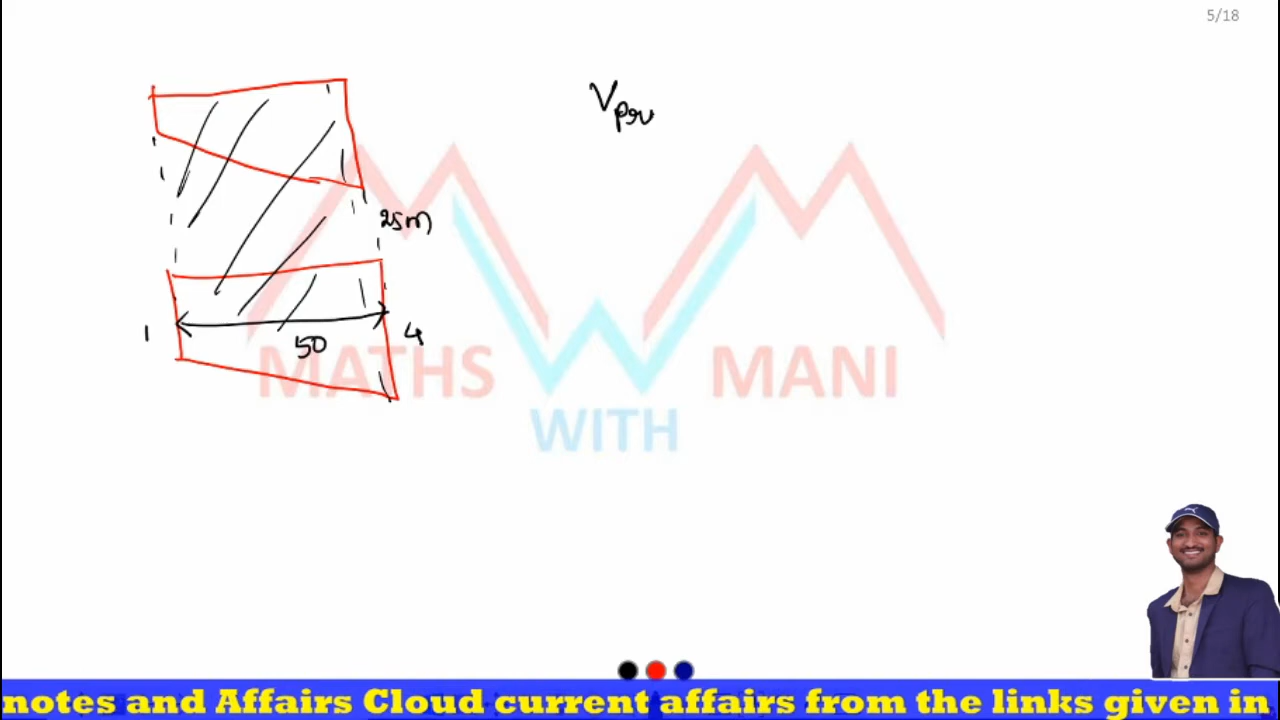 5/18
Vpr
25m
1
50
4
MATHS
WITH
MANI
notes and Affairs Cloud current affairs from the links given in